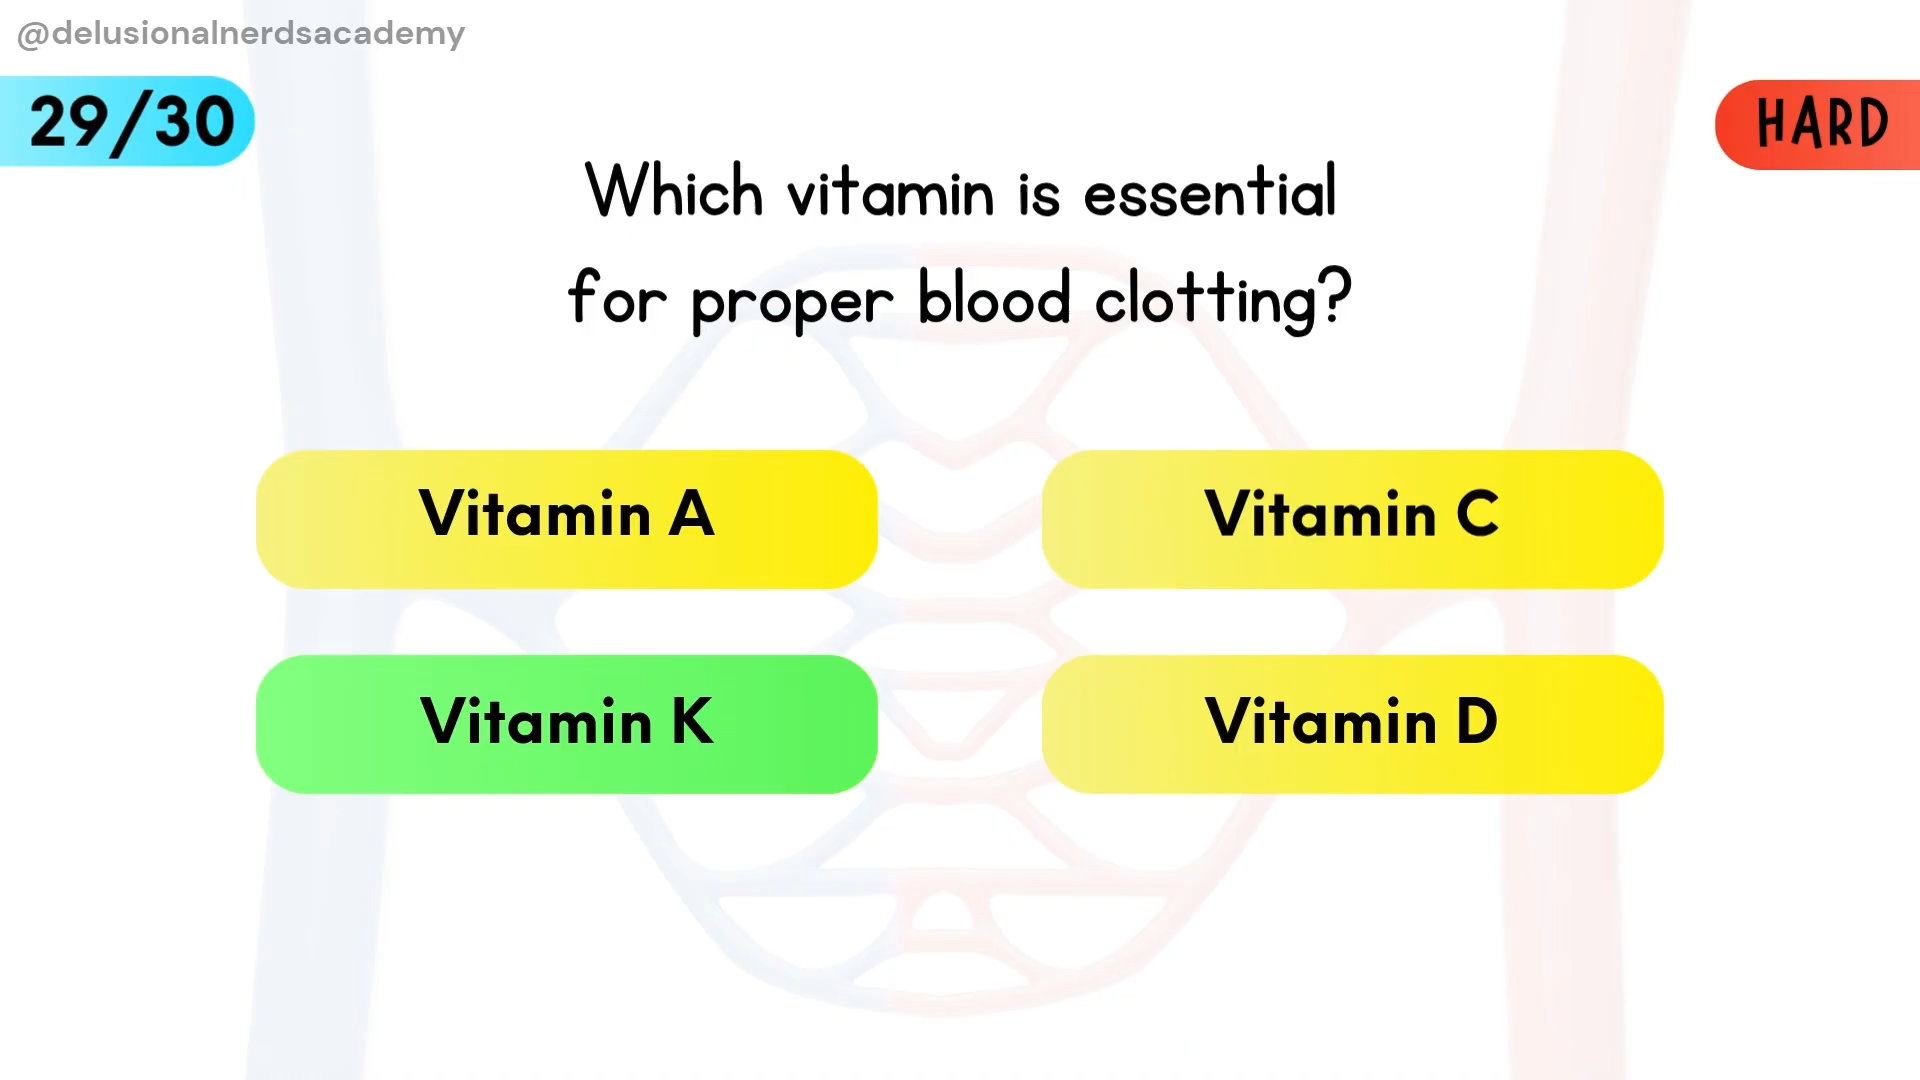 @delusionalnerdsacademy
29/30
HARD
Which vitamin is essential
for proper blood clotting?
Vitamin A
Vitamin C
Vitamin K
Vitamin D